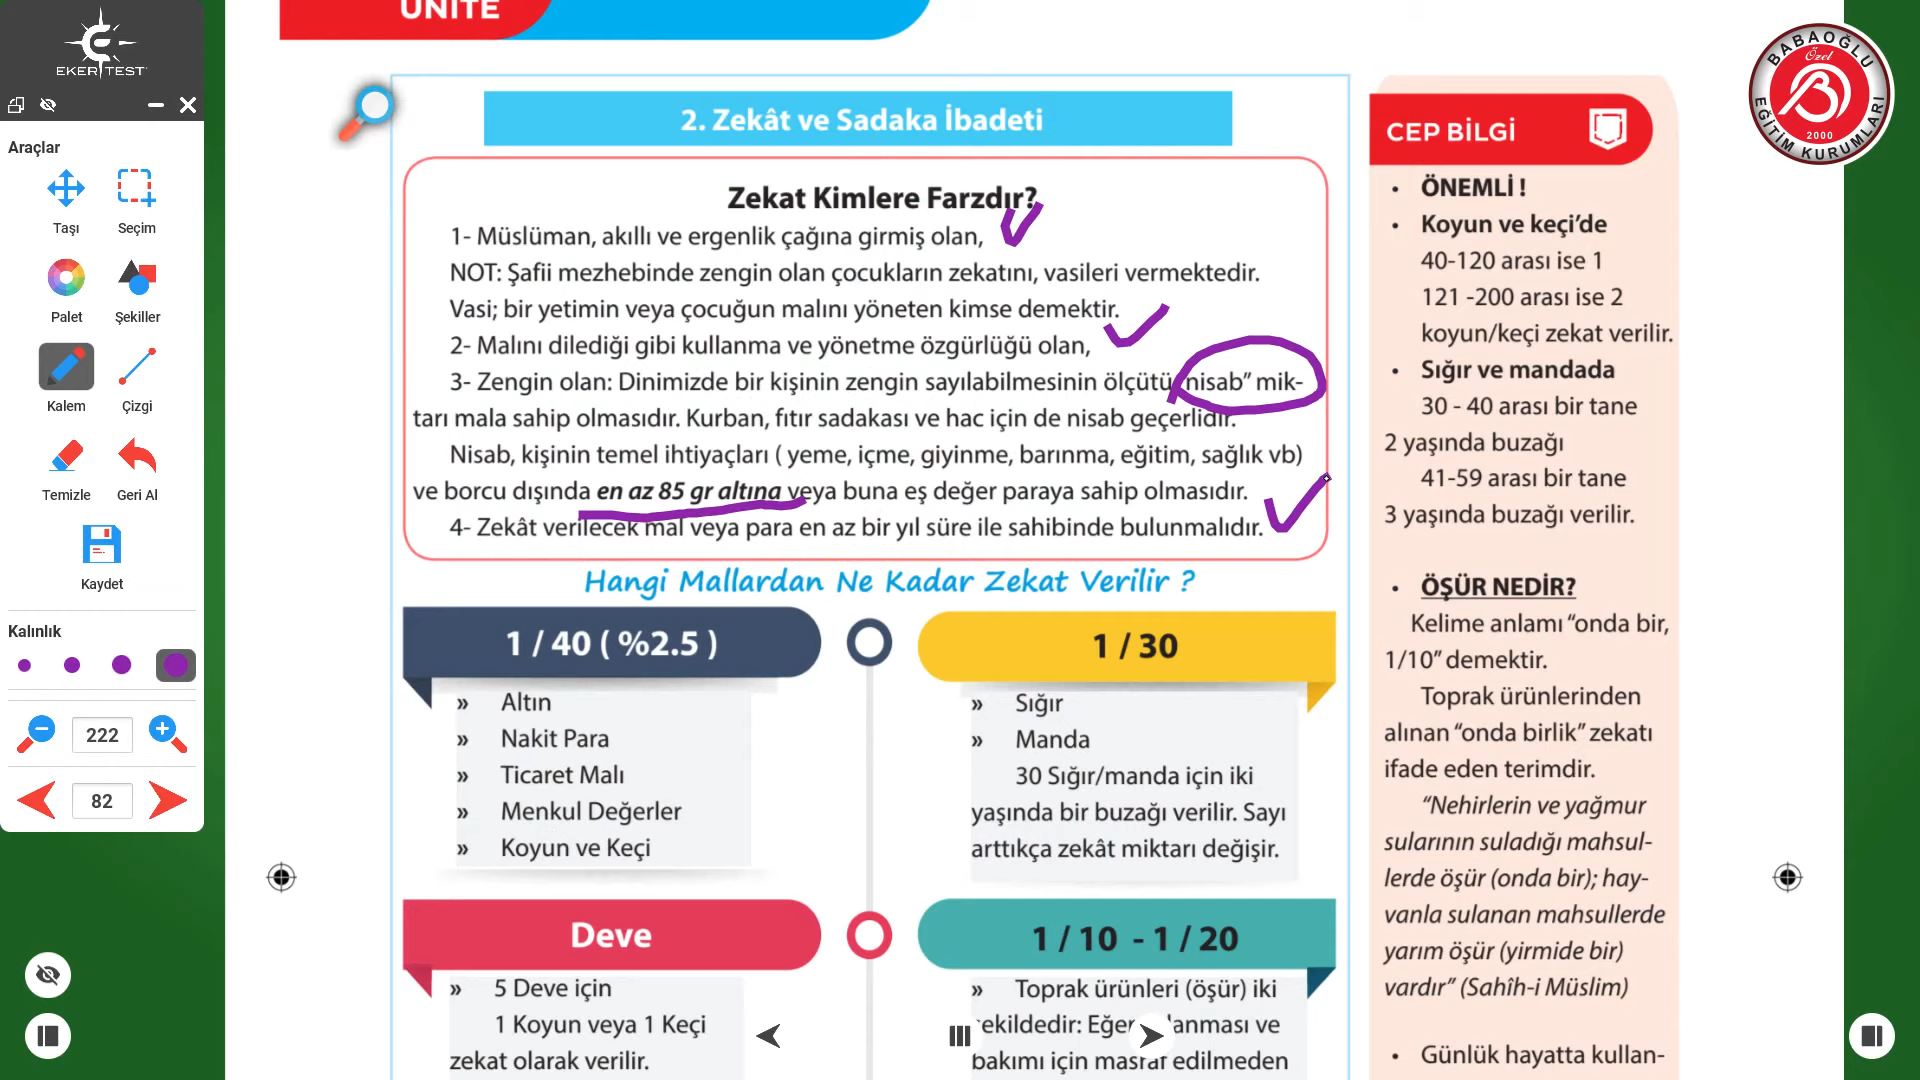 EKER TEST
Araçlar
Taşı
Seçim
Palet
Şekiller
Kalem
Çizgi
Temizle
Geri Al
Kaydet
Kalınlık
222
82
ÜNİTE
2. Zekât ve Sadaka İbadeti
Zekat Kimlere Farzdır?
1- Müslüman, akıllı ve ergenlik çağına girmiş olan,
NOT: Şafii mezhebinde zengin olan çocukların zekatını, vasileri vermektedir.
Vasi; bir yetimin veya çocuğun malını yöneten kimse demektir.
2- Malını dilediği gibi kullanma ve yönetme özgürlüğü olan,
3- Zengin olan: Dinimizde bir kişinin zengin sayılabilmesinin ölçütü nisab” mik-
tarı mala sahip olmasıdır. Kurban, fıtır sadakası ve hac için de nisab geçerlidir.
Nisab, kişinin temel ihtiyaçları ( yeme, içme, giyinme, barınma, eğitim, sağlık vb)
ve borcu dışında en az 85 gr altına veya buna eş değer paraya sahip olmasıdır.
4- Zekât verilecek mal veya para en az bir yıl süre ile sahibinde bulunmalıdır.
Hangi Mallardan Ne Kadar Zekat Verilir ?
1 / 40 ( %2.5 )
» Altın
» Nakit Para
» Ticaret Malı
» Menkul Değerler
» Koyun ve Keçi
1 / 30
» Sığır
» Manda
30 Sığır/manda için iki
yaşında bir buzağı verilir. Sayı
arttıkça zekât miktarı değişir.
Deve
» 5 Deve için
1 Koyun veya 1 Keçi
zekat olarak verilir.
1 / 10 - 1 / 20
» Toprak ürünleri (öşür) iki
şekildedir: Eğer ve
bakımı için masraf edilmeden
CEP BİLGİ
• ÖNEMLİ !
• Koyun ve keçi’de
40-120 arası ise 1
121 -200 arası ise 2
koyun/keçi zekat verilir.
• Sığır ve mandada
30 - 40 arası bir tane
2 yaşında buzağı
41-59 arası bir tane
3 yaşında buzağı verilir.
• ÖŞÜR NEDİR?
Kelime anlamı “onda bir,
1/10” demektir.
Toprak ürünlerinden
alınan “onda birlik” zekatı
ifade eden terimdir.
“Nehirlerin ve yağmur
sularının suladığı mahsul-
lerde öşür (onda bir); hay-
vanla sulanan mahsullerde
yarım öşür (yirmide bir)
vardır” (Sahîh-i Müslim)
• Günlük hayatta kullan-
BABAOĞLU
Özel
B
2000
EĞİTİM KURUMLARI